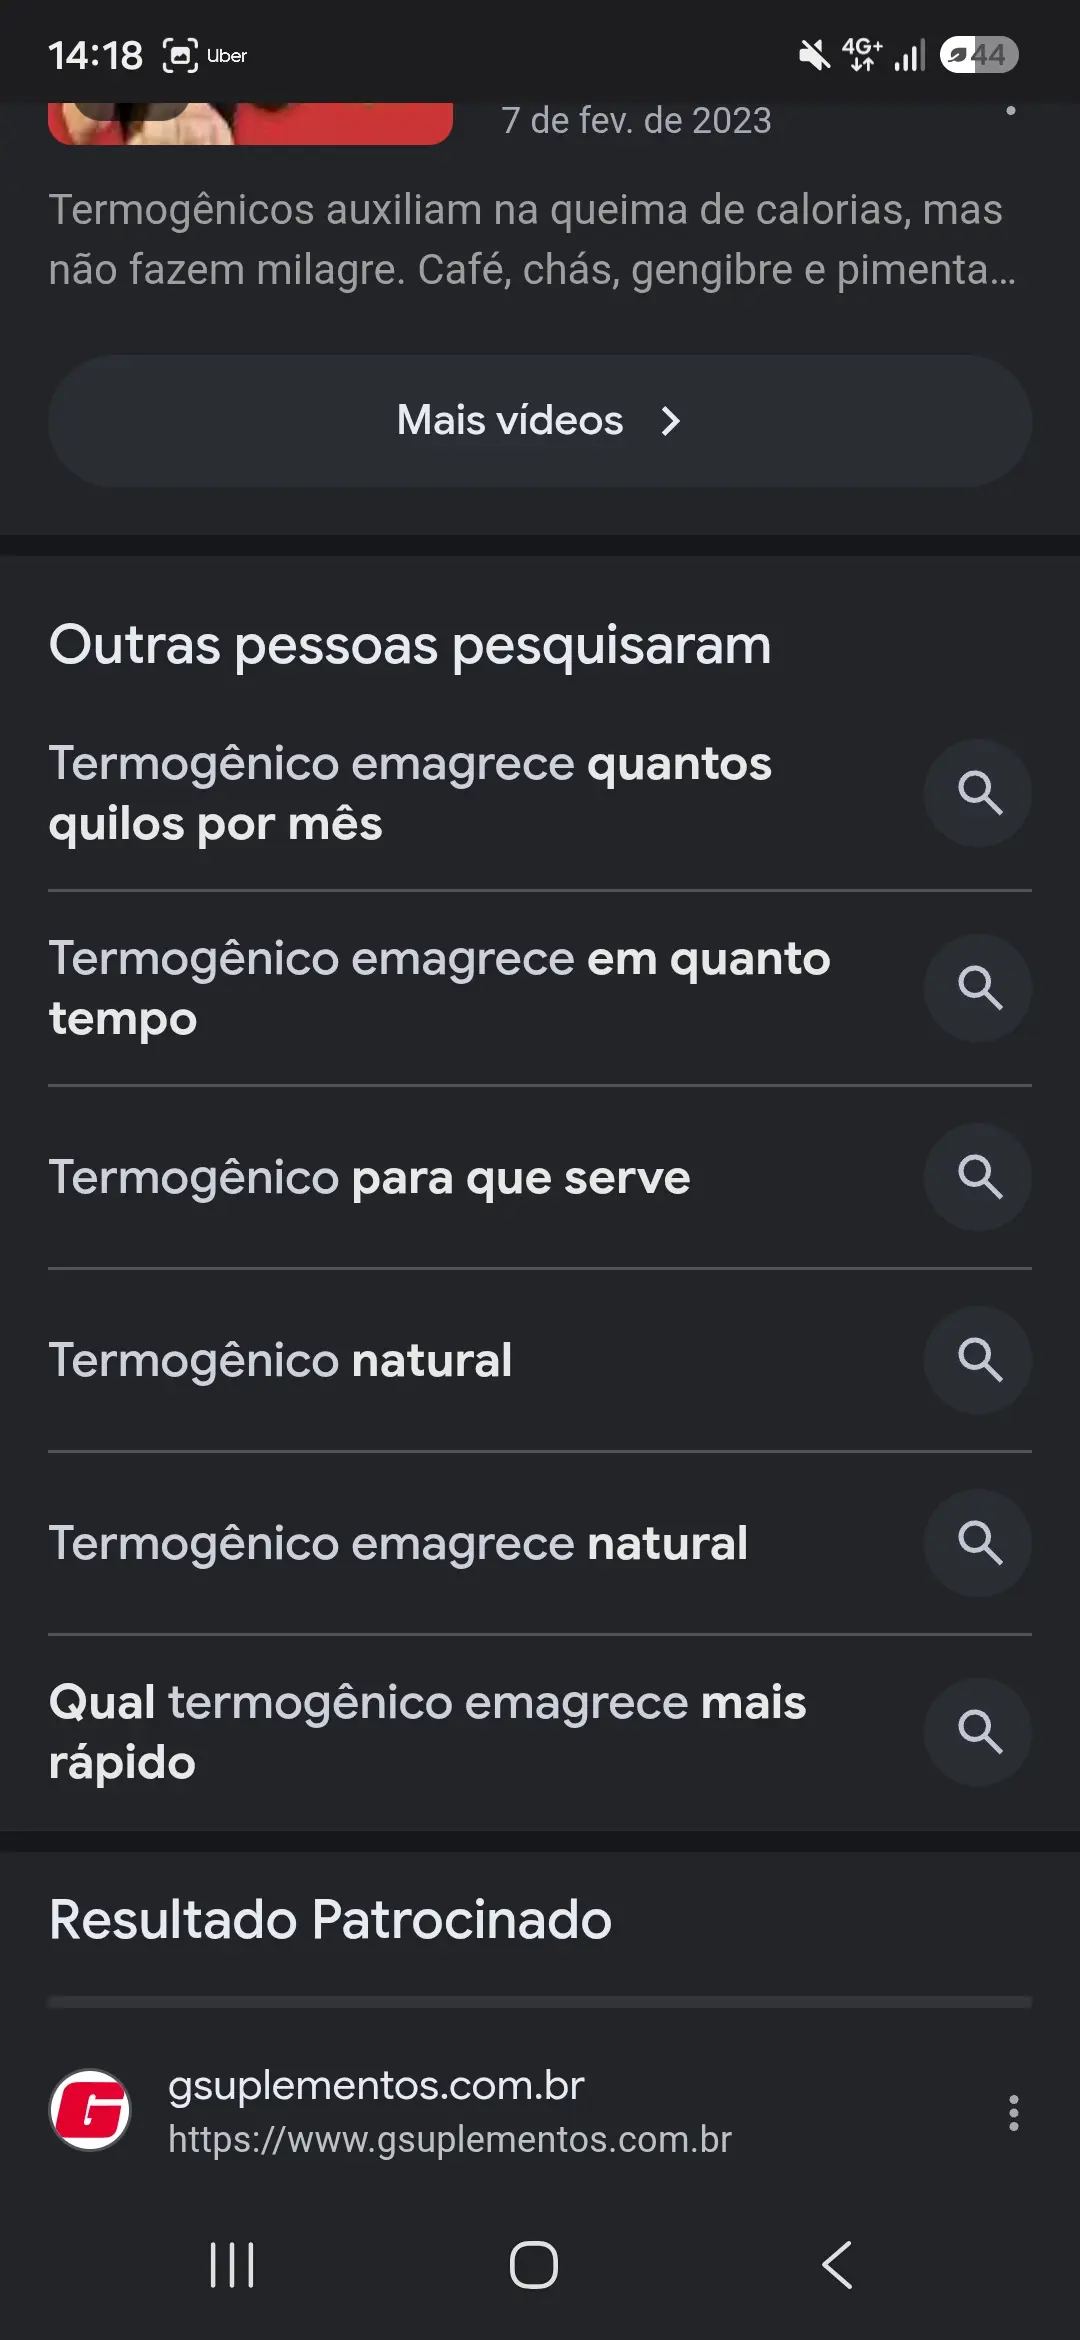 14:18 Uber 4G+ 44
7 de fev. de 2023
Termogênicos auxiliam na queima de calorias, mas
não fazem milagre. Café, chás, gengibre e pimenta...
Mais vídeos
Outras pessoas pesquisaram
Termogênico emagrece quantos
quilos por mês
Termogênico emagrece em quanto
tempo
Termogênico para que serve
Termogênico natural
Termogênico emagrece natural
Qual termogênico emagrece mais
rápido
Resultado Patrocinado
G
gsuplementos.com.br
https://www.gsuplementos.com.br